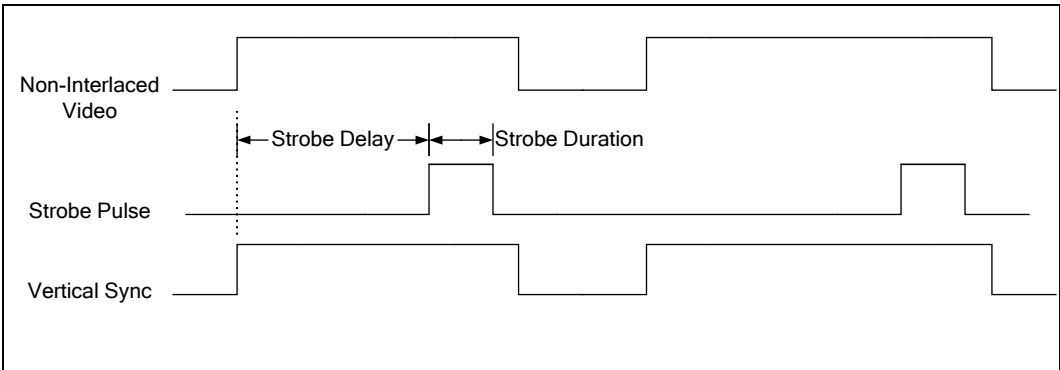 Non-Interlaced
Video
Strobe Delay
Strobe Duration
Strobe Pulse
Vertical Sync